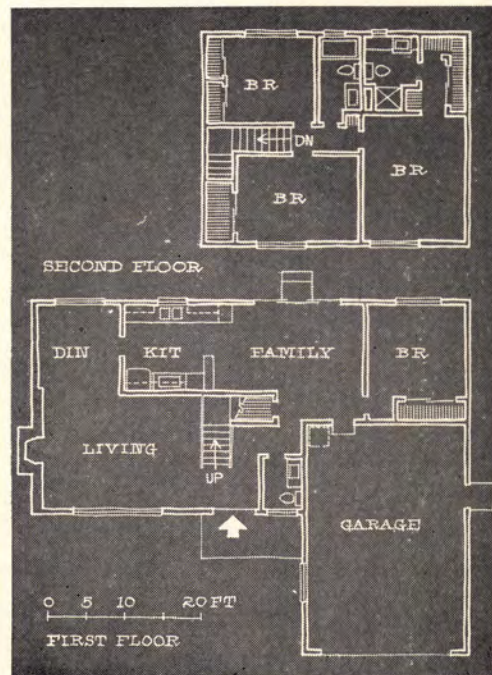 BR
DN
BR
BR
SECOND FLOOR
DIN
KIT
FAMILY
BR
LIVING
UP
GARAGE
0 5 10 20 FT
FIRST FLOOR